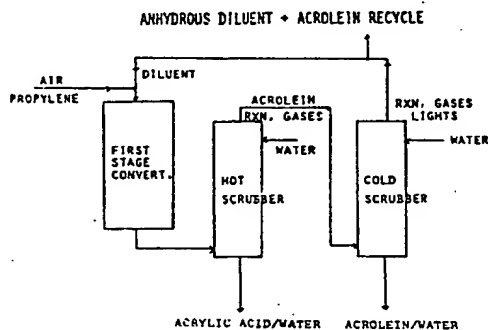 ANHYDROUS DILUENT + ACROLEIN RECYCLE
AIR
PROPYLENE
DILUENT
FIRST
STAGE
CONVERT.
ACROLEIN
RXN. GASES
WATER
HOT
SCRUBBER
RXN. GASES
LIGHTS
WATER
COLD
SCRUBBER
ACRYLIC ACID/WATER
ACROLEIN/WATER